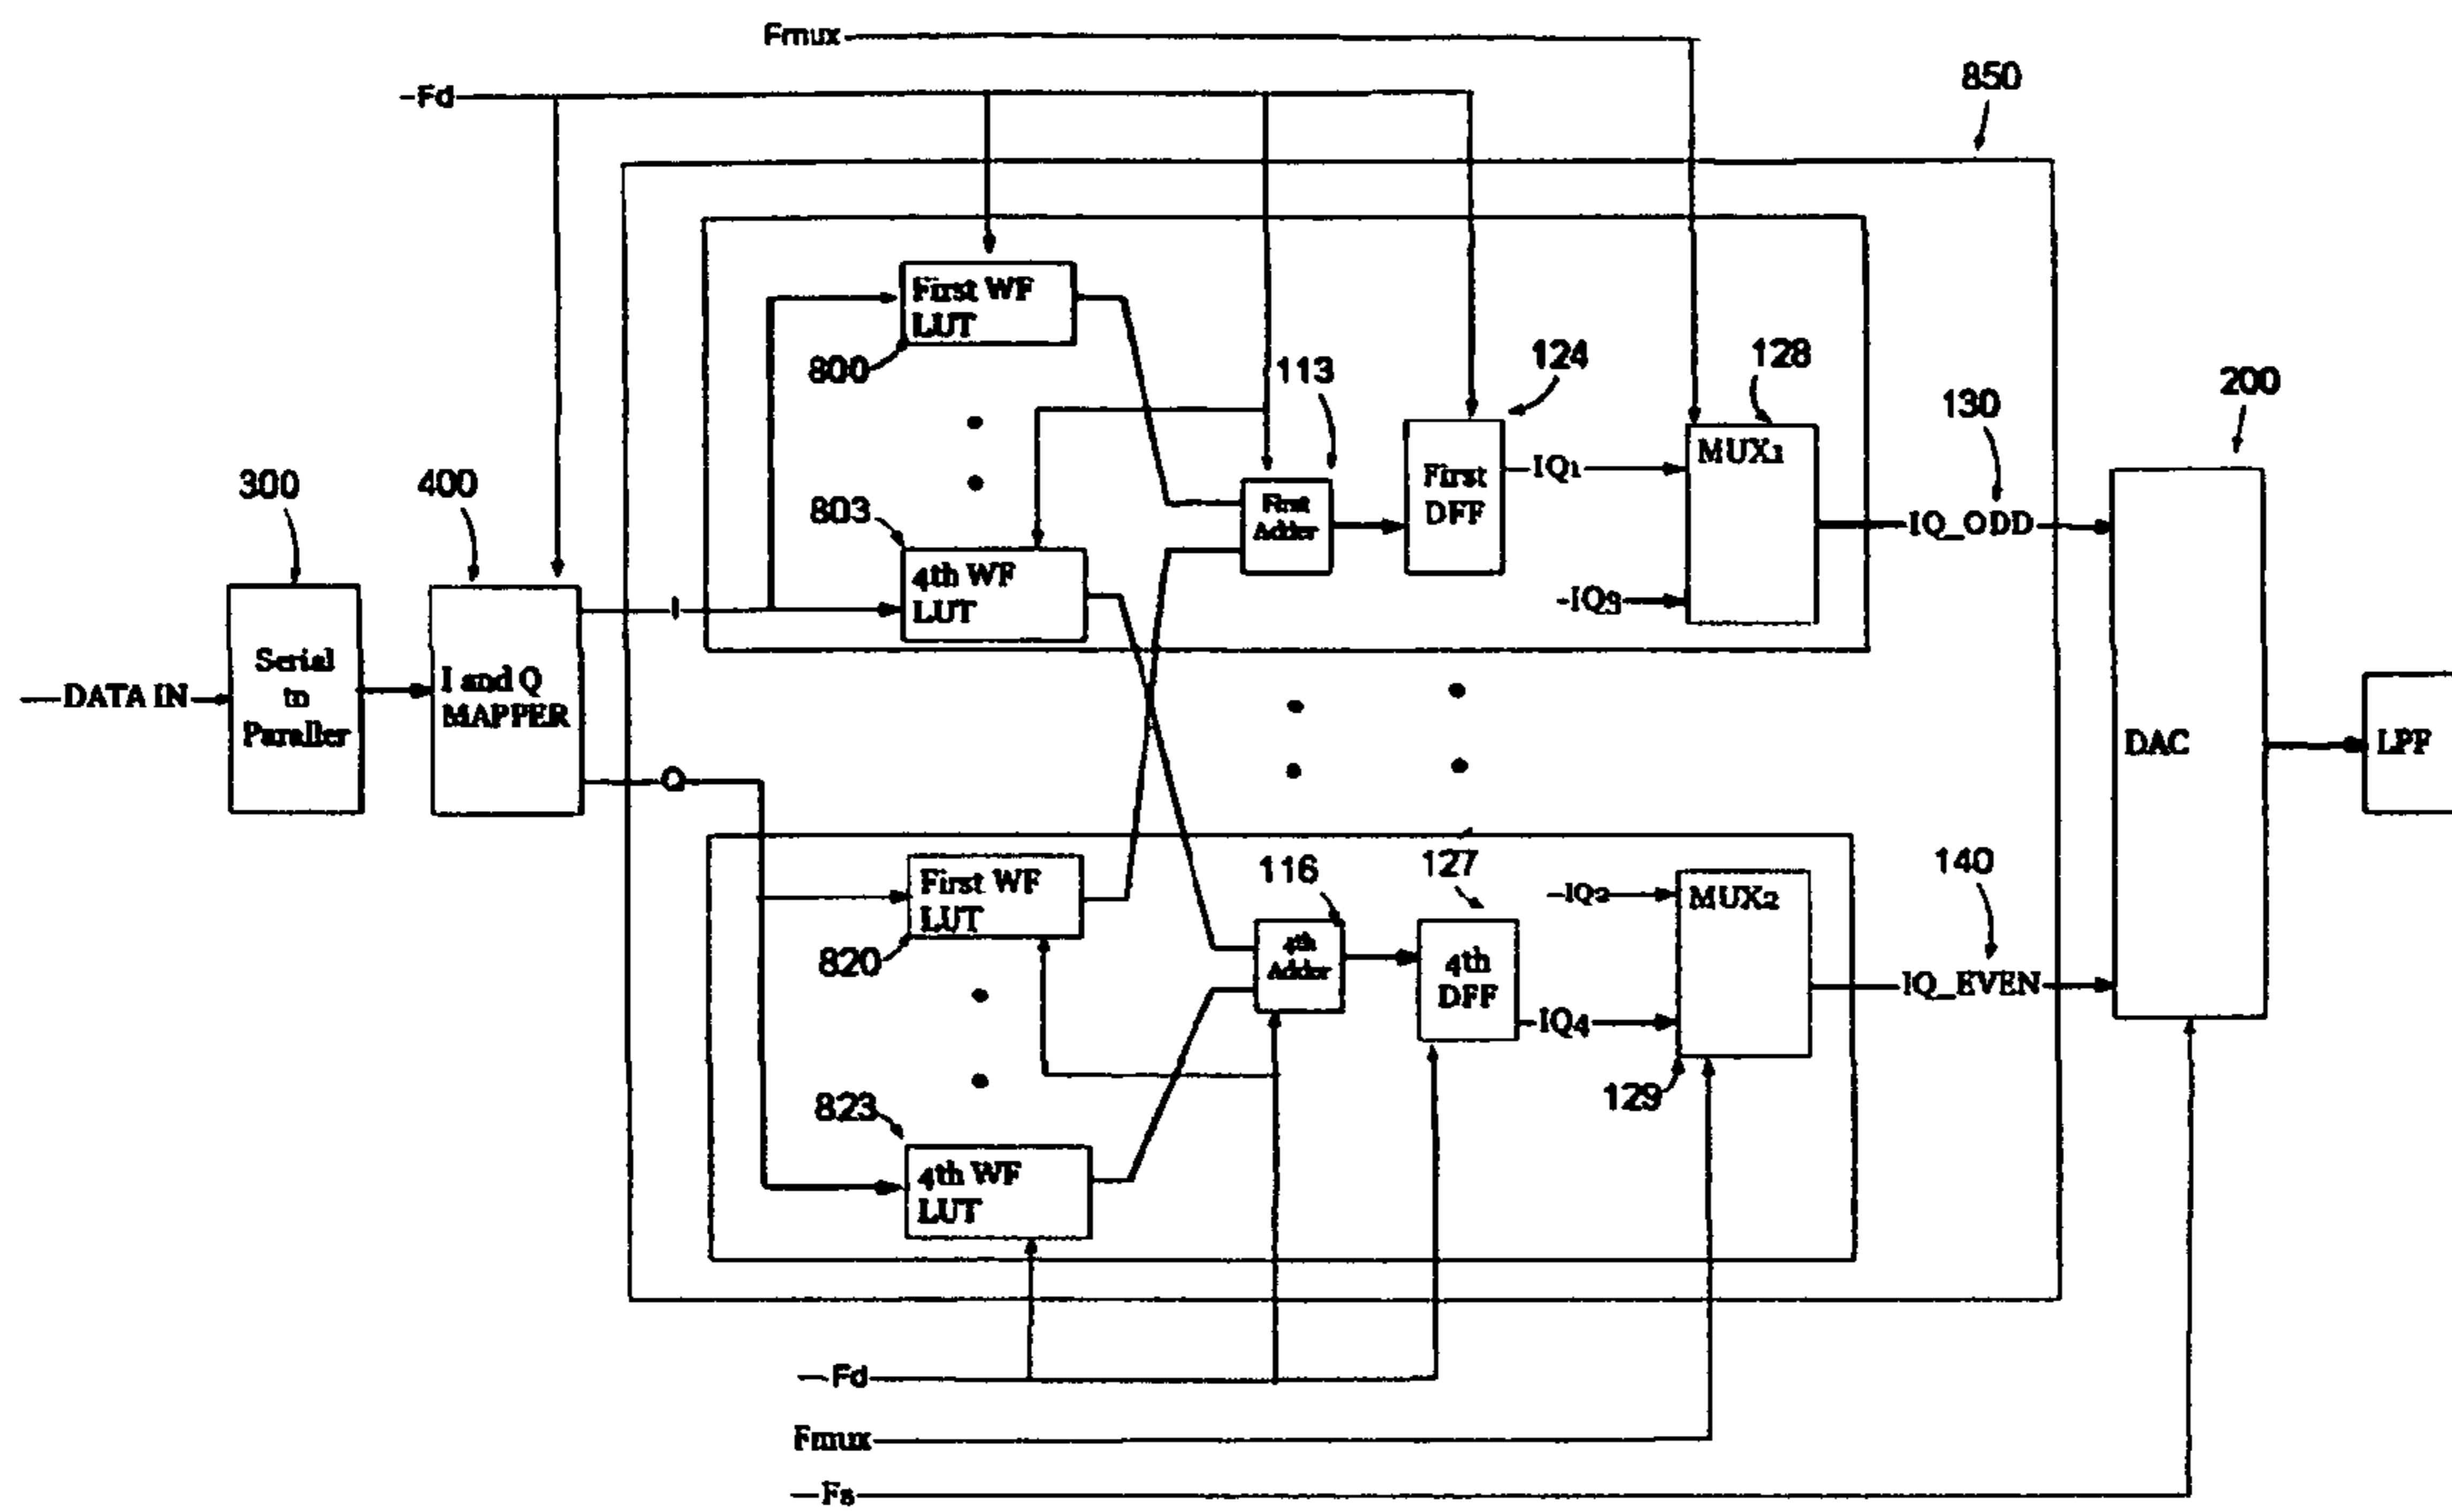 Fmux
Fd
850
First WF
LUT
800
113
124
128
130
200
300
400
803
4th WF
LUT
First
Adder
First
DFF
IQ1
MUX1
IQ3
IQ_ODD
DATA IN
Serial
to
Paraller
I and Q
MAPPER
I
Q
DAC
LPF
First WF
LUT
820
116
127
140
IQ2
MUX2
4th
Adder
4th
DFF
IQ4
IQ_EVEN
129
823
4th WF
LUT
Fd
Fmux
Fs